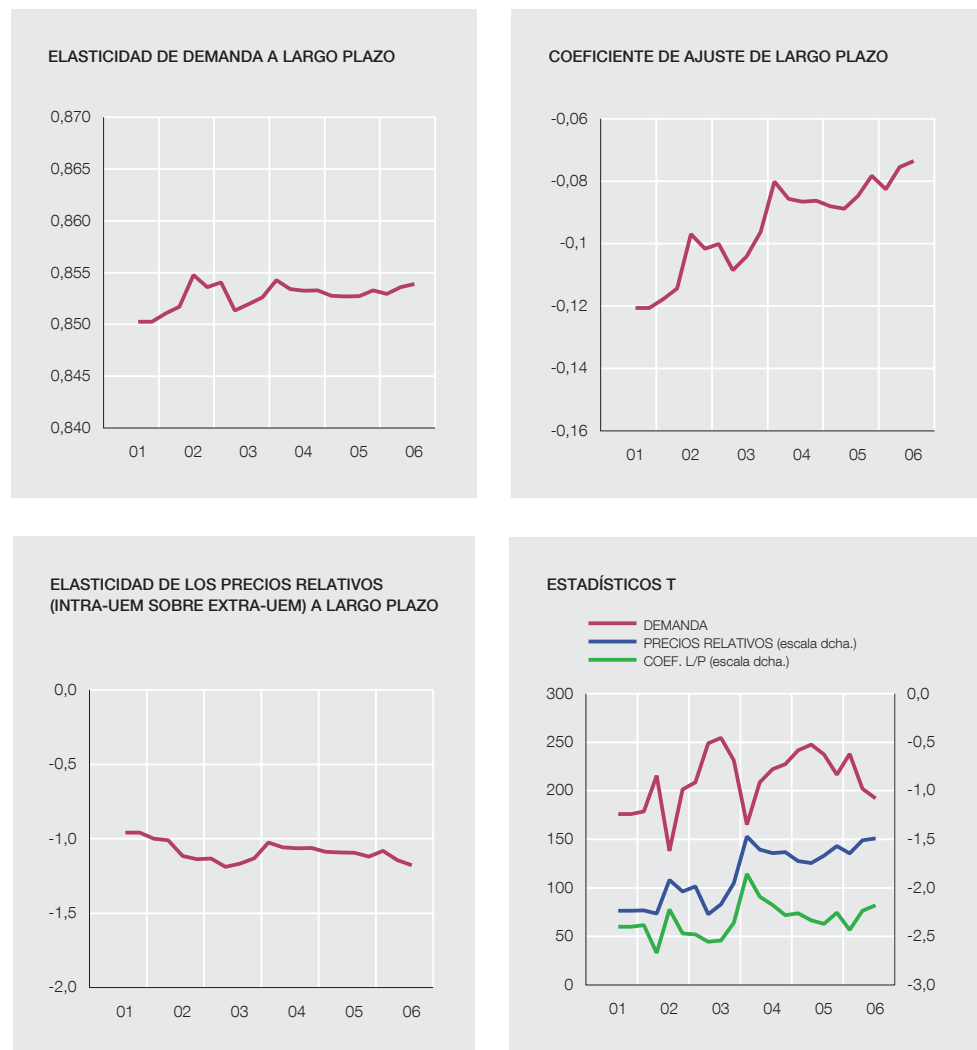 ELASTICIDAD DE DEMANDA A LARGO PLAZO
0,870
0,865
0,860
0,855
0,850
0,845
0,840
01 02 03 04 05 06
COEFICIENTE DE AJUSTE DE LARGO PLAZO
-0,06
-0,08
-0,1
-0,12
-0,14
-0,16
01 02 03 04 05 06
ELASTICIDAD DE LOS PRECIOS RELATIVOS
(INTRA-UEM SOBRE EXTRA-UEM) A LARGO PLAZO
0,0
-0,5
-1,0
-1,5
-2,0
01 02 03 04 05 06
ESTADÍSTICOS T
DEMANDA
PRECIOS RELATIVOS (escala dcha.)
COEF. L/P (escala dcha.)
300 0,0
250 -0,5
200 -1,0
150 -1,5
100 -2,0
50 -2,5
0 -3,0
01 02 03 04 05 06